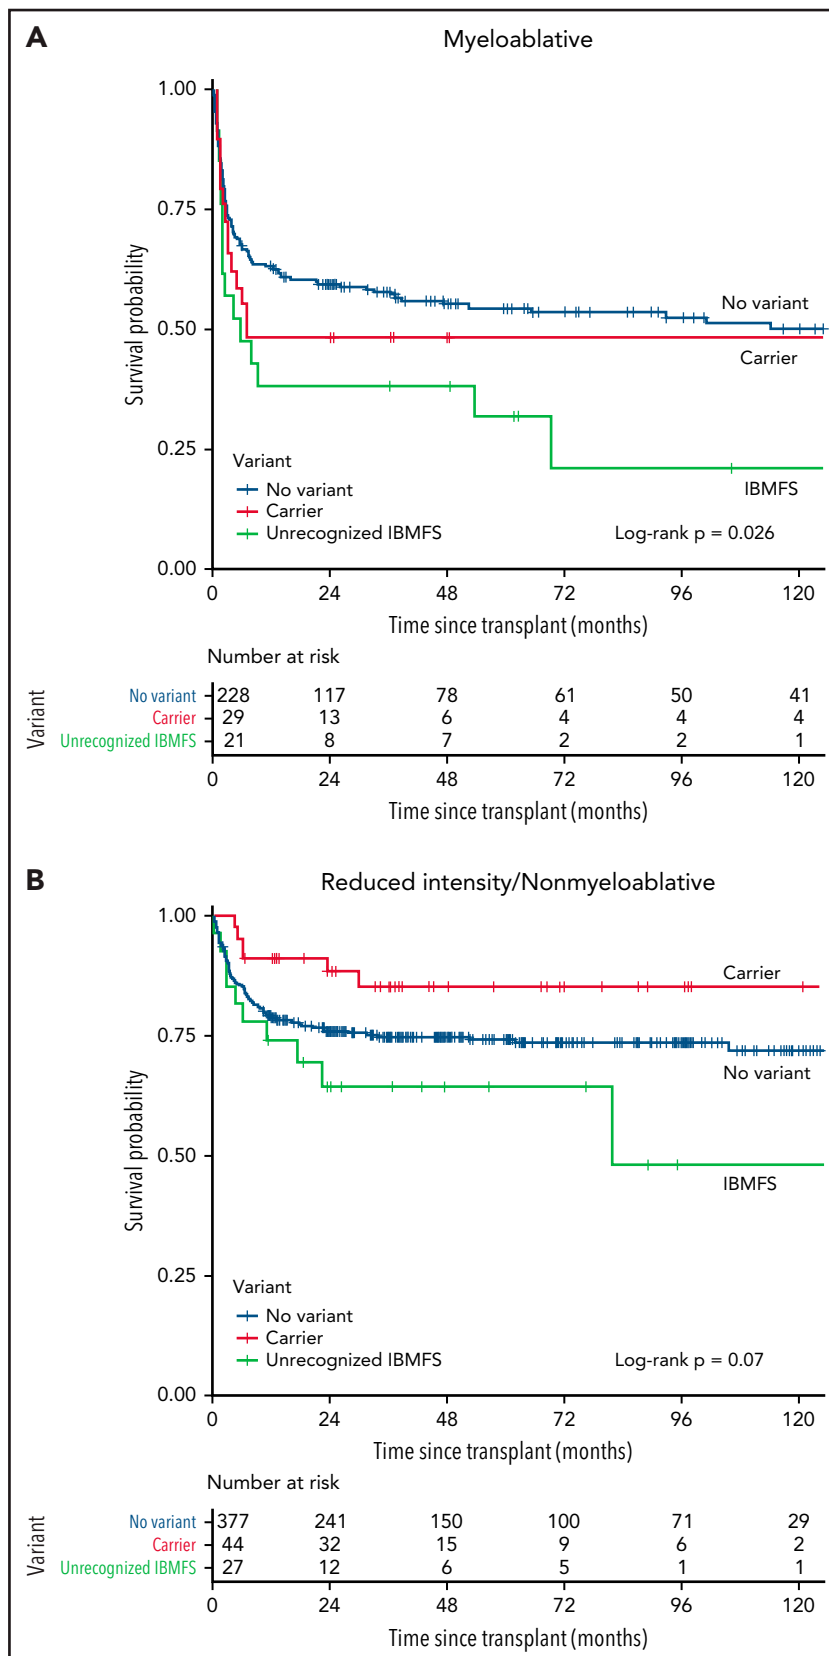 A
Myeloablative
1.00
0.75
0.50
0.25
0.00
Survival probability
No variant
Carrier
IBMFS
Variant
No variant
Carrier
Unrecognized IBMFS
Log-rank p = 0.026
0 24 48 72 96 120
Time since transplant (months)
Number at risk
Variant
No variant 228 117 78 61 50 41
Carrier 29 13 6 4 4 4
Unrecognized IBMFS 21 8 7 2 2 1
0 24 48 72 96 120
Time since transplant (months)
B
Reduced intensity/Nonmyeloablative
1.00
0.75
0.50
0.25
0.00
Survival probability
Carrier
No variant
IBMFS
Variant
No variant
Carrier
Unrecognized IBMFS
Log-rank p = 0.07
0 24 48 72 96 120
Time since transplant (months)
Number at risk
Variant
No variant 377 241 150 100 71 29
Carrier 44 32 15 9 6 2
Unrecognized IBMFS 27 12 6 5 1 1
0 24 48 72 96 120
Time since transplant (months)